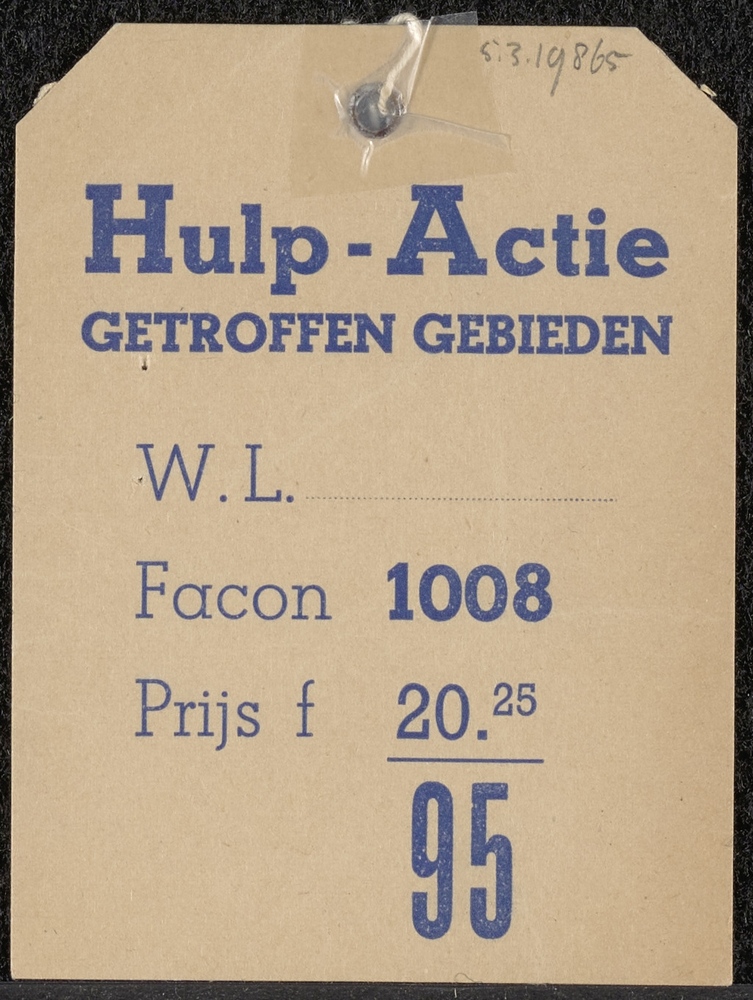 5.3.19865
Hulp-Actie
GETROFFEN GEBIEDEN
W.L.
Facon 1008
Prijs f 20.25
95